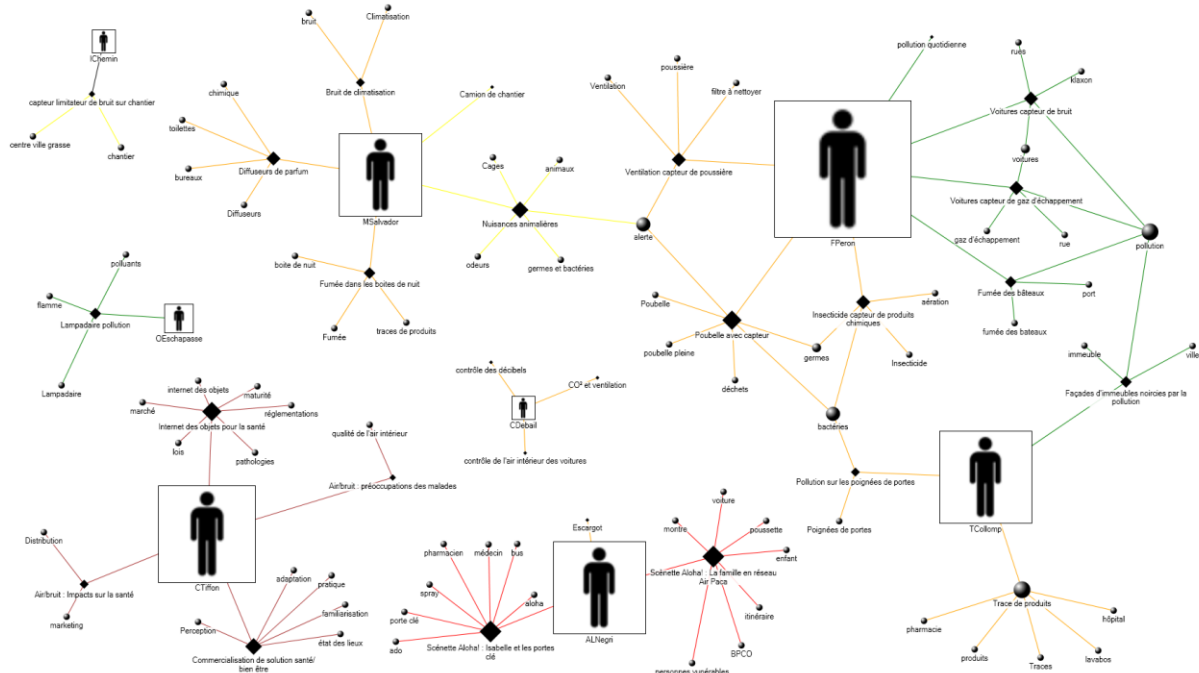 IChemin
capteur limitateur de bruit sur chantier
centre ville grasse
chantier
bruit
Climatisation
Bruit de climatisation
Camion de chantier
chimique
toilettes
bureaux
Diffuseurs
Diffuseurs de parfum
MSalvador
Cages
animaux
Nuisances animalières
odeurs
germes et bactéries
boite de nuit
Fumée dans les boites de nuit
Fumée
traces de produits
polluants
flamme
Lampadaire pollution
OEschapasse
Lampadaire
Ventilation
poussière
filtre à nettoyer
Ventilation capteur de poussière
alerte
pollution quotidienne
FPeron
rues
klaxon
Voitures capteur de bruit
voitures
Voitures capteur de gaz d'échappement
gaz d'échappement
rue
pollution
Fumée des bâteaux
port
fumée des bateaux
Poubelle
Poubelle avec capteur
poubelle pleine
déchets
germes
Insecticide capteur de produits
chimiques
aération
Insecticide
bactéries
immeuble
ville
Façades d'immeubles noircies par la
pollution
Pollution sur les poignées de portes
Poignées de portes
TCollomp
Trace de produits
pharmacie
produits
Traces
lavabos
hôpital
contrôle des décibels
CO² et ventilation
CDebail
contrôle de l'air intérieur des voitures
internet des objets
maturité
marché
réglementations
Internet des objets pour la santé
lois
pathologies
qualité de l'air intérieur
Air/bruit : préoccupations des malades
CTiffon
Distribution
Air/bruit : Impacts sur la santé
marketing
adaptation
pratique
familiarisation
Perception
état des lieux
Commercialisation de solution santé/
bien être
pharmacien
médecin
bus
spray
aloha
porte clé
ado
Scénette Aloha! : Isabelle et les portes
clé
Escargot
ALNegri
voiture
montre
poussette
enfant
Scénette Aloha! : La famille en réseau
Air Paca
itinéraire
BPCO
personnes vunérables